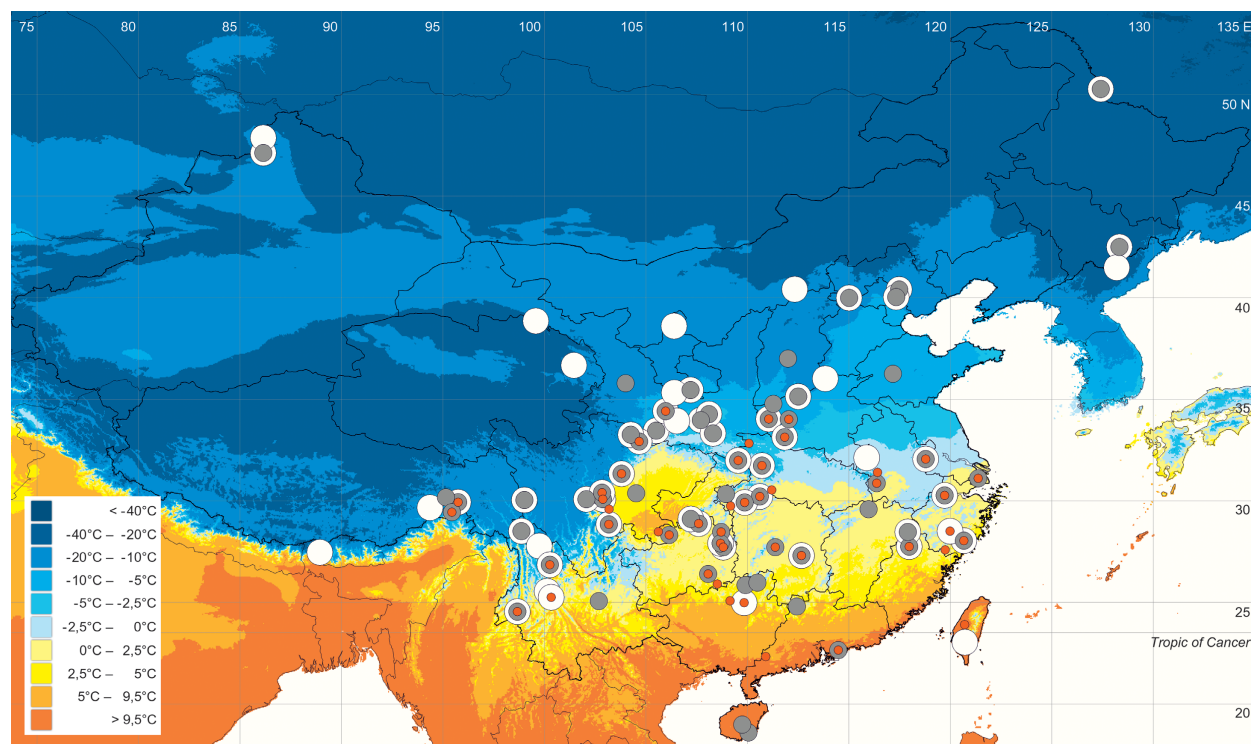 75 80 85 90 95 100 105 110 115 120 125 130 135 E
50 N
45
40
35
30
25
Tropic of Cancer
20
< -40°C
-40°C – -20°C
-20°C – -10°C
-10°C – -5°C
-5°C – -2,5°C
-2,5°C – 0°C
0°C – 2,5°C
2,5°C – 5°C
5°C – 9,5°C
> 9,5°C